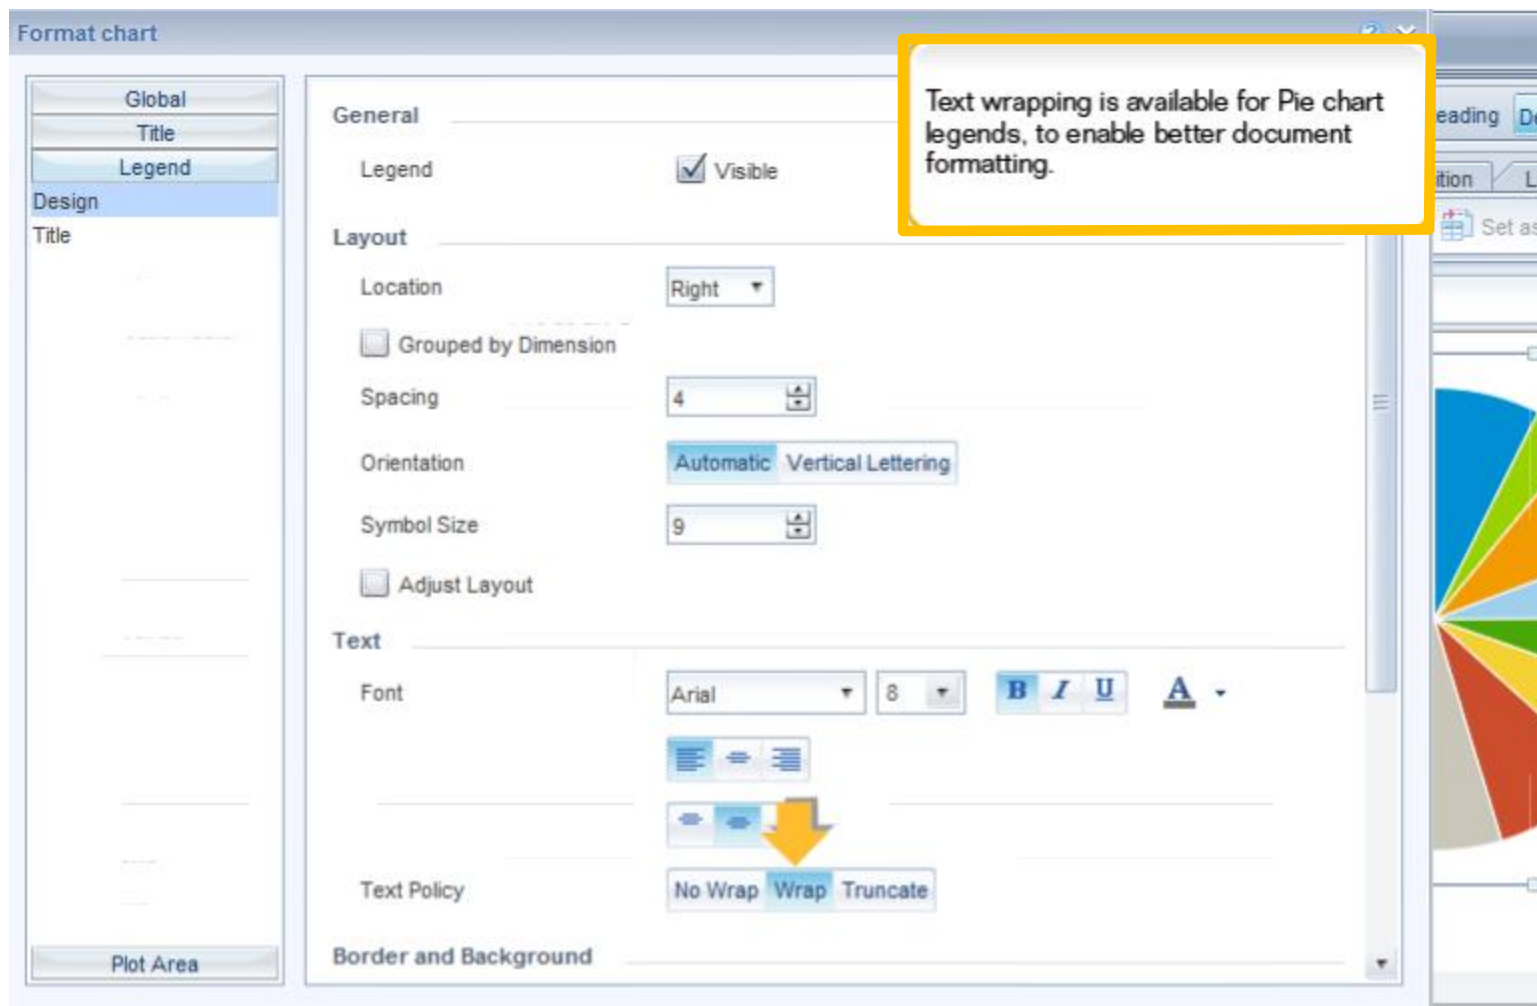 Format chart
Global
Title
Legend
Design
Title
Plot Area
General
Legend
Visible
Layout
Location
Right
Grouped by Dimension
Spacing
4
Orientation
Automatic Vertical Lettering
Symbol Size
9
Adjust Layout
Text
Font
Arial
8
B I U A
Text Policy
No Wrap Wrap Truncate
Border and Background
Text wrapping is available for Pie chart
legends, to enable better document
formatting.
eading De
ition L
Set as